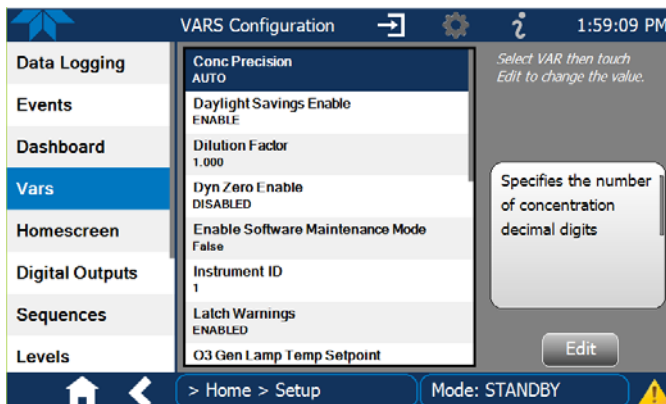 VARS Configuration
1:59:09 PM
Data Logging
Events
Dashboard
Vars
Homescreen
Digital Outputs
Sequences
Levels
Conc Precision
AUTO
Daylight Savings Enable
ENABLE
Dilution Factor
1.000
Dyn Zero Enable
DISABLED
Enable Software Maintenance Mode
False
Instrument ID
1
Latch Warnings
ENABLED
O3 Gen Lamp Temp Setpoint
Select VAR then touch
Edit to change the value.
Specifies the number
of concentration
decimal digits
Edit
> Home > Setup
Mode: STANDBY